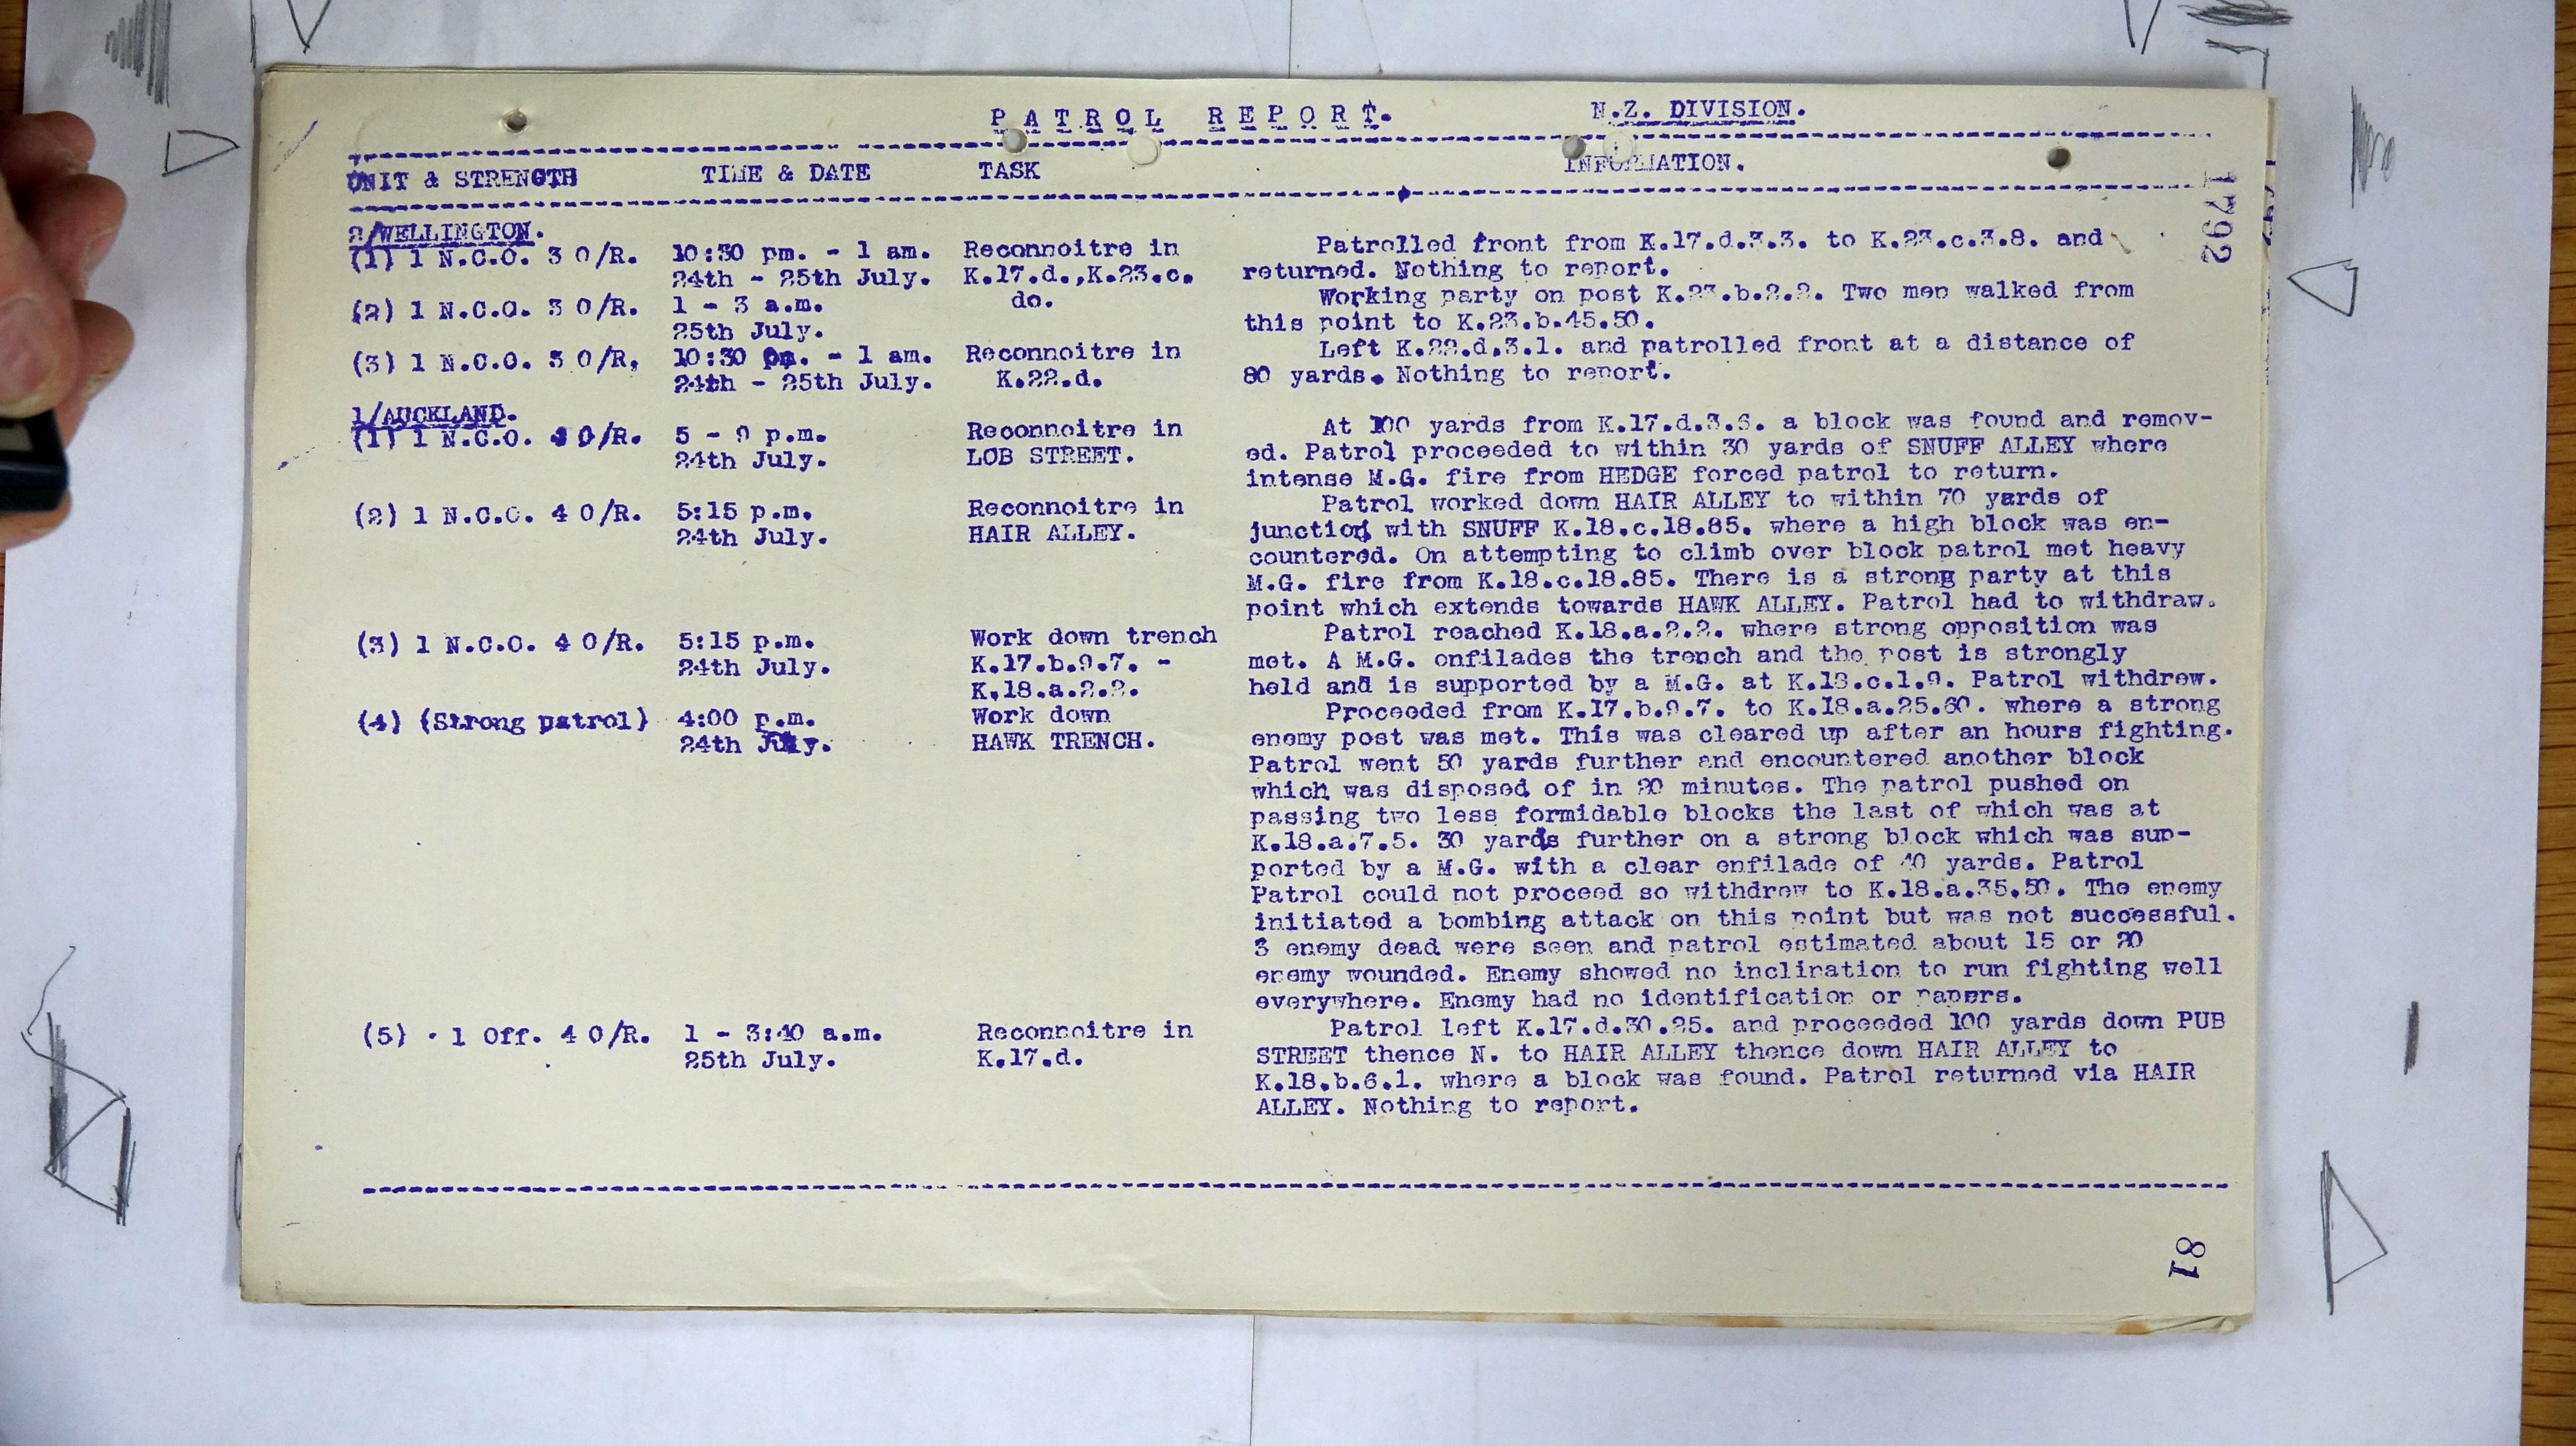 PATROL REPORT. N.Z. DIVISION.
UNIT & STRENGTH TIME & DATE TASK INFORMATION.
2/WELLINGTON.
(1) 1 N.C.O. 3 O/R. 10:30 pm. - 1 am. Reconnoitre in Patrolled front from K.17.d.3.3. to K.23.c.3.8. and
24th - 25th July. K.17.d.,K.23.c. returned. Nothing to report.
(2) 1 N.C.O. 3 O/R. 1 - 3 a.m. do. Working party on post K.23.b.2.2. Two men walked from
25th July. this point to K.23.b.45.50.
(3) 1 N.C.O. 3 O/R. 10:30 pm. - 1 am. Reconnoitre in Left K.22.d.3.1. and patrolled front at a distance of
24th - 25th July. K.22.d. 80 yards. Nothing to report.
1/AUCKLAND.
(1) 1 N.C.O. 4 O/R. 5 - 9 p.m. Reconnoitre in At 100 yards from K.17.d.3.6. a block was found and remov-
24th July. LOB STREET. ed. Patrol proceeded to within 30 yards of SNUFF ALLEY where
intense M.G. fire from HEDGE forced patrol to return.
(2) 1 N.C.O. 4 O/R. 5:15 p.m. Reconnoitre in Patrol worked down HAIR ALLEY to within 70 yards of
24th July. HAIR ALLEY. junction with SNUFF K.18.c.18.85. where a high block was en-
countered. On attempting to climb over block patrol met heavy
M.G. fire from K.18.c.18.85. There is a strong party at this
point which extends towards HAWK ALLEY. Patrol had to withdraw.
(3) 1 N.C.O. 4 O/R. 5:15 p.m. Work down trench Patrol reached K.18.a.2.2. where strong opposition was
24th July. K.17.b.9.7. - met. A M.G. enfilades the trench and the post is strongly
K.18.a.2.2. held and is supported by a M.G. at K.18.c.1.9. Patrol withdrew.
(4) (Strong patrol) 4:00 p.m. Work down Proceeded from K.17.b.9.7. to K.18.a.25.60. where a strong
24th July. HAWK TRENCH. enemy post was met. This was cleared up after an hours fighting.
Patrol went 50 yards further and encountered another block
which was disposed of in 20 minutes. The patrol pushed on
passing two less formidable blocks the last of which was at
K.18.a.7.5. 30 yards further on a strong block which was sup-
ported by a M.G. with a clear enfilade of 40 yards. Patrol
Patrol could not proceed so withdrew to K.18.a.35.50. The enemy
initiated a bombing attack on this point but was not successful.
3 enemy dead were seen and patrol estimated about 15 or 20
enemy wounded. Enemy showed no inclination to run fighting well
everywhere. Enemy had no identification or papers.
(5) 1 Off. 4 O/R. 1 - 3:40 a.m. Reconnoitre in Patrol left K.17.d.30.25. and proceeded 100 yards down PUB
25th July. K.17.d. STREET thence N. to HAIR ALLEY thence down HAIR ALLEY to
K.18.b.6.1. where a block was found. Patrol returned via HAIR
ALLEY. Nothing to report.
1792
81